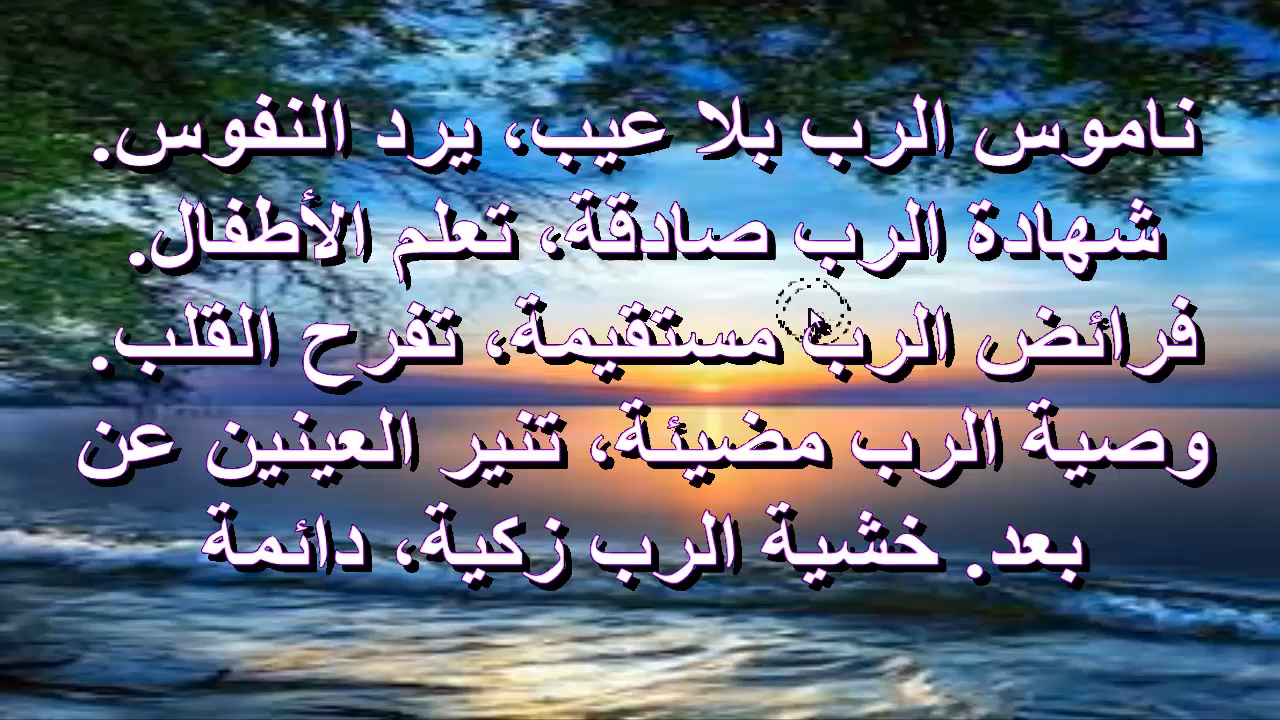 ناموس الرب بلا عيب، يرد النفوس.
شهادة الرب صادقة، تعلم الأطفال.
فرائض الرب مستقيمة، تفرح القلب.
وصية الرب مضيئة، تنير العينين عن
بعد. خشية الرب زكية، دائمة